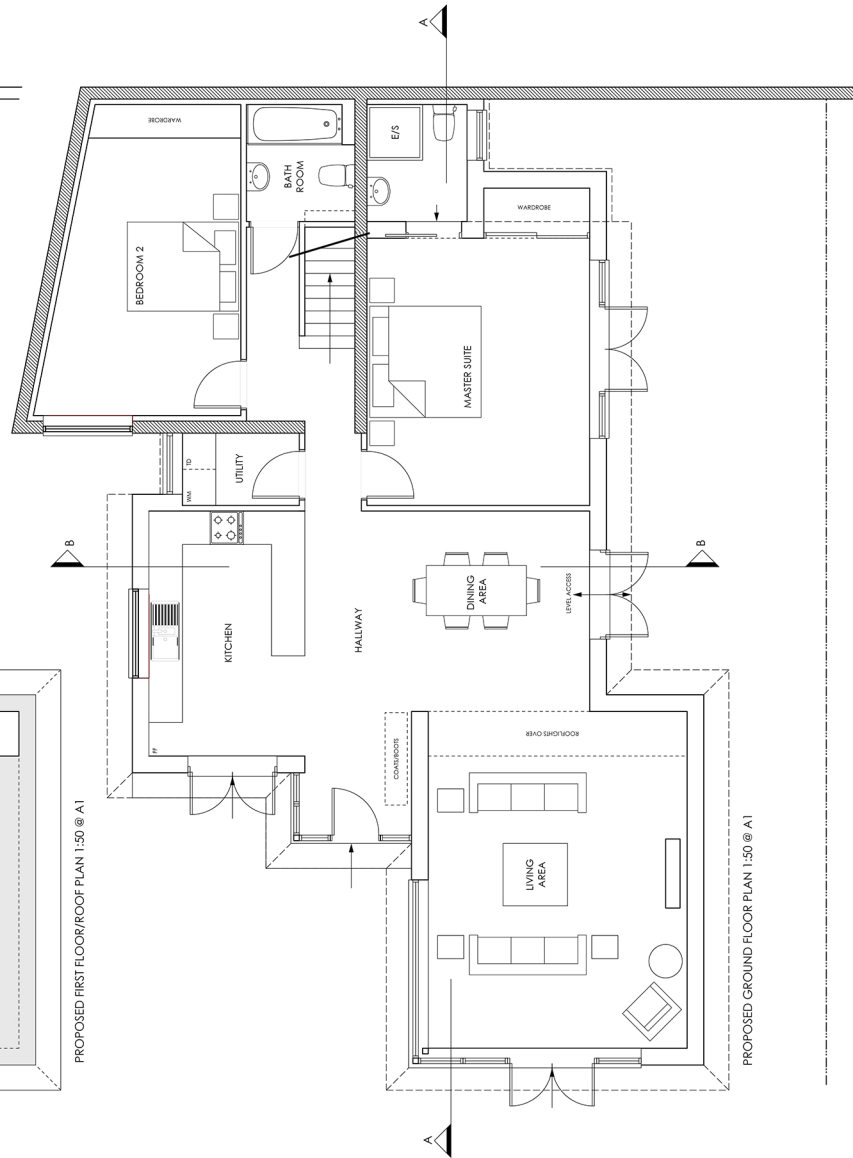 A
WARDROBE
BATH
ROOM
E/S
WARDROBE
BEDROOM 2
MASTER SUITE
TD
WM
UTILITY
B
B
KITCHEN
HALLWAY
DINING
AREA
LEVEL ACCESS
FF
COATS/BOOTS
ROOFLIGHTS OVER
LIVING
AREA
PROPOSED FIRST FLOOR/ROOF PLAN 1:50 @ A1
PROPOSED GROUND FLOOR PLAN 1:50 @ A1
A